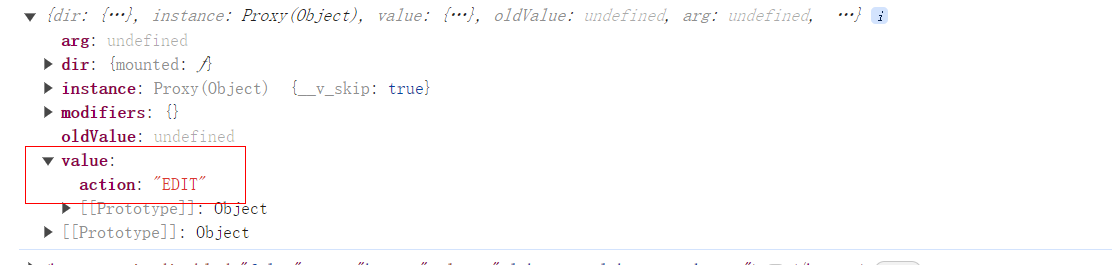 {dir: {…}, instance: Proxy(Object), value: {…}, oldValue: undefined, arg: undefined, …} i
arg: undefined
dir: {mounted: ƒ}
instance: Proxy(Object) {__v_skip: true}
modifiers: {}
oldValue: undefined
value:
action: "EDIT"
[[Prototype]]: Object
[[Prototype]]: Object